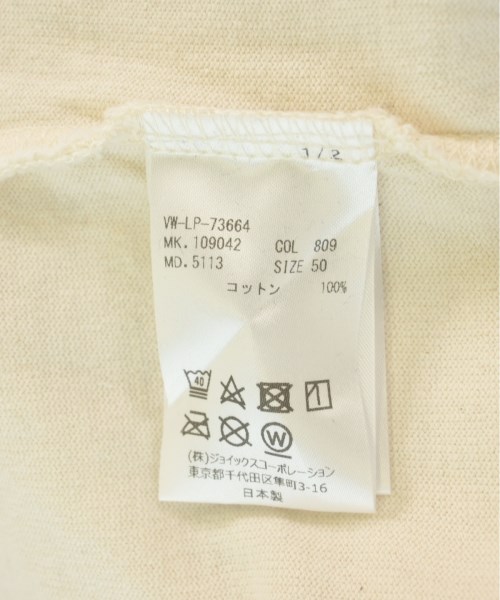 1/2
VW-LP-73664
MK.109042 COL 809
MD.5113 SIZE 50
コットン 100%
40
W
(株)ジョイックスコーポレーション
東京都千代田区隼町3-16
日本製